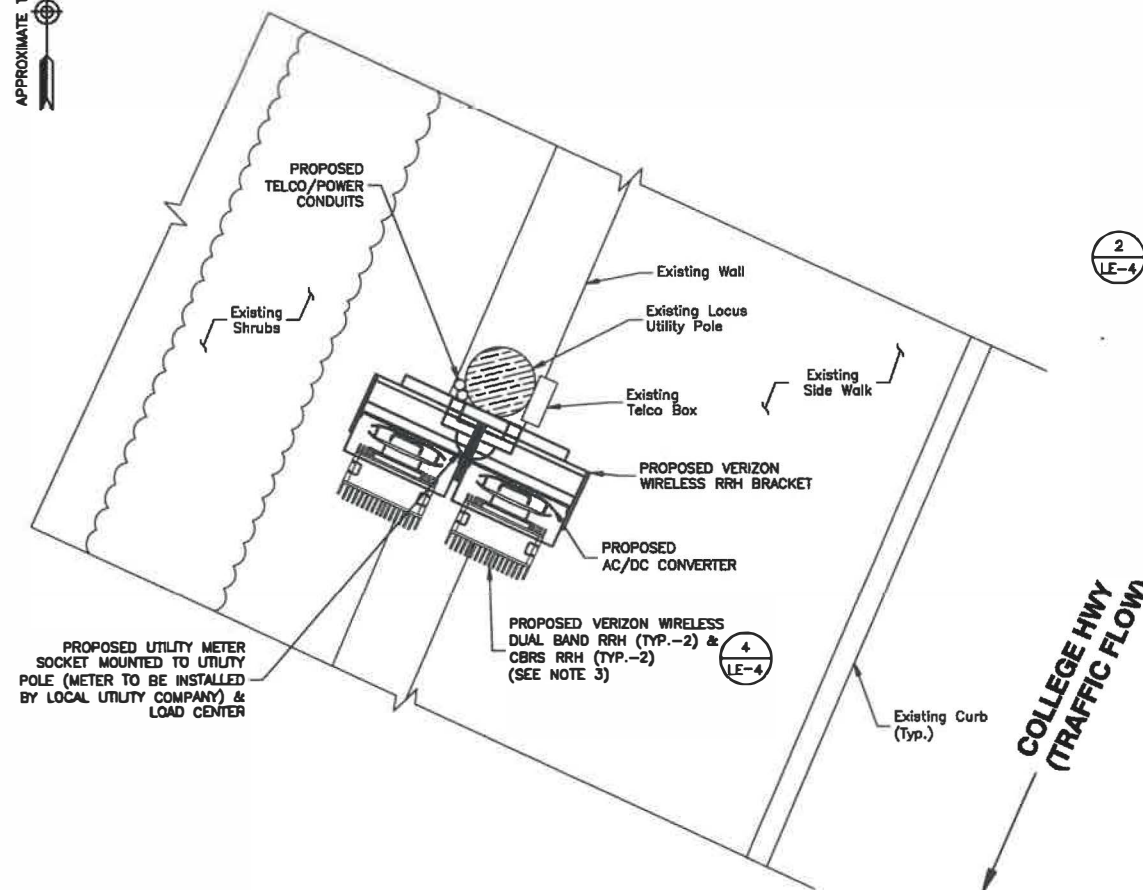 APPROXIMATE
PROPOSED
TELCO/POWER
CONDUITS
Existing Wall
2
LE-4
Existing Locus
Utility Pole
Existing
Shrubs
Existing
Side Walk
Existing
Telco Box
PROPOSED VERIZON
WIRELESS RRH BRACKET
PROPOSED
AC/DC CONVERTER
PROPOSED VERIZON WIRELESS
DUAL BAND RRH (TYP.-2) &
CBRS RRH (TYP.-2)
(SEE NOTE 3)
4
LE-4
PROPOSED UTILITY METER
SOCKET MOUNTED TO UTILITY
POLE (METER TO BE INSTALLED
BY LOCAL UTILITY COMPANY) &
LOAD CENTER
Existing Curb
(Typ.)
COLLEGE HWY
(TRAFFIC FLOW)